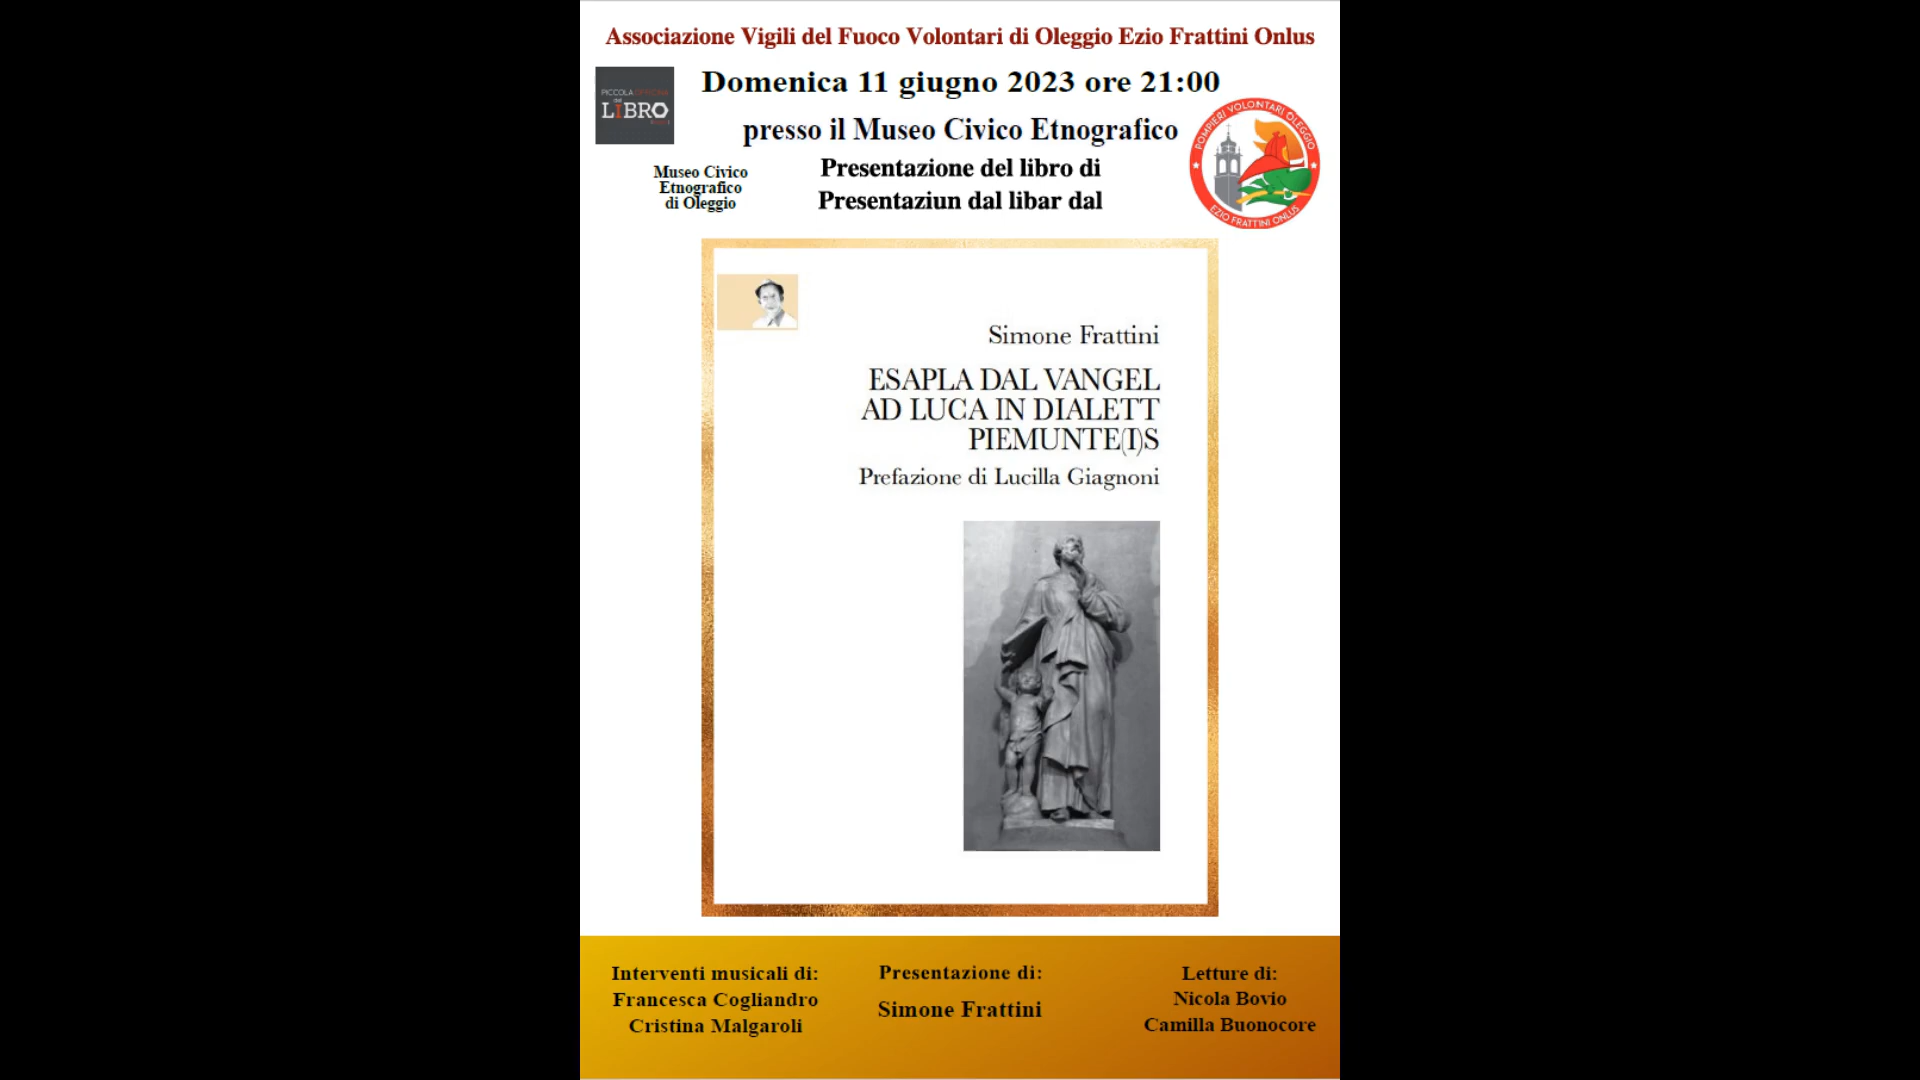 Associazione Vigili del Fuoco Volontari di Oleggio Ezio Frattini Onlus
Domenica 11 giugno 2023 ore 21:00
presso il Museo Civico Etnografico
PICCOLA OFFICINA
del
LIBRO
POMPIERI VOLONTARI OLEGGIO
EZIO FRATTINI ONLUS
Museo Civico
Etnografico
di Oleggio
Presentazione del libro di
Presentaziun dal libar dal
Simone Frattini
ESAPLA DAL VANGEL
AD LUCA IN DIALETT
PIEMUNTE(I)S
Prefazione di Lucilla Giagnoni
Interventi musicali di:
Francesca Cogliandro
Cristina Malgaroli
Presentazione di:
Simone Frattini
Letture di:
Nicola Bovio
Camilla Buonocore